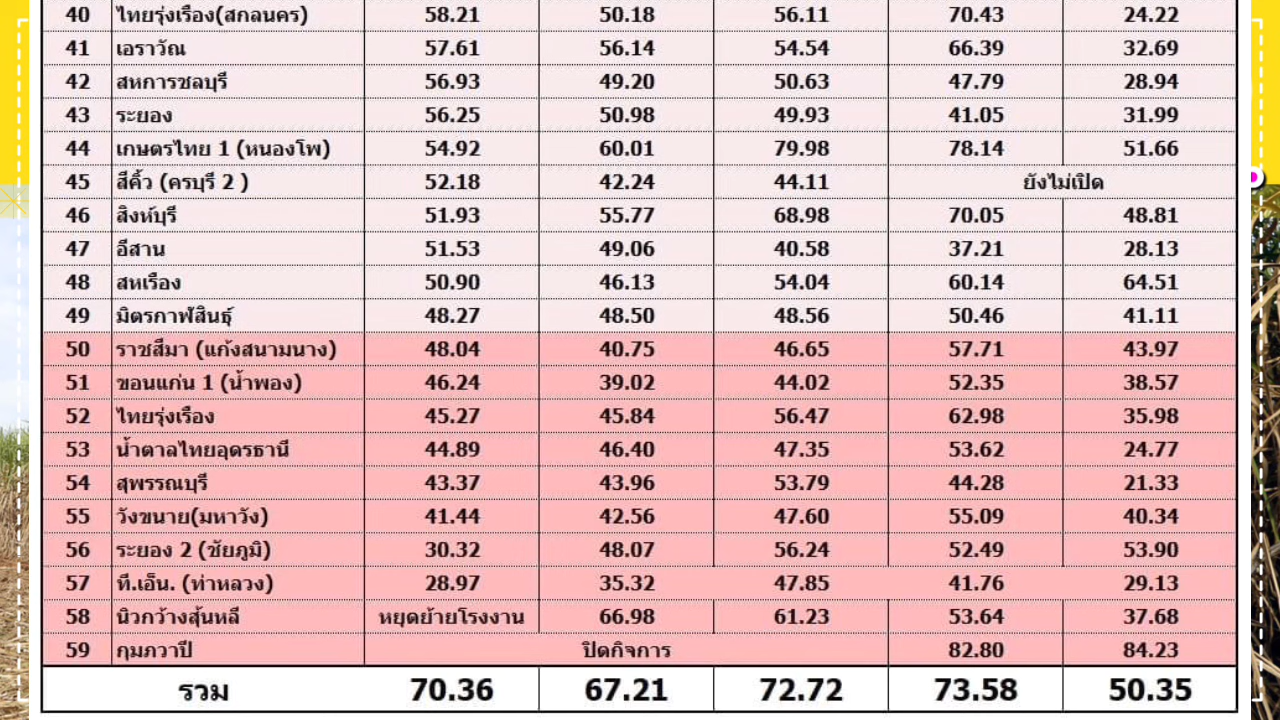 40 ไทยรุ่งเรือง(สกลนคร) 58.21 50.18 56.11 70.43 24.22
41 เอราวัณ 57.61 56.14 54.54 66.39 32.69
42 สหการชลบุรี 56.93 49.20 50.63 47.79 28.94
43 ระยอง 56.25 50.98 49.93 41.05 31.99
44 เกษตรไทย 1 (หนองโพ) 54.92 60.01 79.98 78.14 51.66
45 สีคิ้ว (ครบุรี 2 ) 52.18 42.24 44.11 ยังไม่เปิด
46 สิงห์บุรี 51.93 55.77 68.98 70.05 48.81
47 อีสาน 51.53 49.06 40.58 37.21 28.13
48 สหเรือง 50.90 46.13 54.04 60.14 64.51
49 มิตรกาฬสินธุ์ 48.27 48.50 48.56 50.46 41.11
50 ราชสีมา (แก้งสนามนาง) 48.04 40.75 46.65 57.71 43.97
51 ขอนแก่น 1 (น้ำพอง) 46.24 39.02 44.02 52.35 38.57
52 ไทยรุ่งเรือง 45.27 45.84 56.47 62.98 35.98
53 น้ำตาลไทยอุดรธานี 44.89 46.40 47.35 53.62 24.77
54 สุพรรณบุรี 43.37 43.96 53.79 44.28 21.33
55 วังขนาย(มหาวัง) 41.44 42.56 47.60 55.09 40.34
56 ระยอง 2 (ชัยภูมิ) 30.32 48.07 56.24 52.49 53.90
57 ที.เอ็น. (ท่าหลวง) 28.97 35.32 47.85 41.76 29.13
58 นิวกว้างสุ้นหลี หยุดย้ายโรงงาน 66.98 61.23 53.64 37.68
59 กุมภวาปี ปิดกิจการ 82.80 84.23
รวม 70.36 67.21 72.72 73.58 50.35